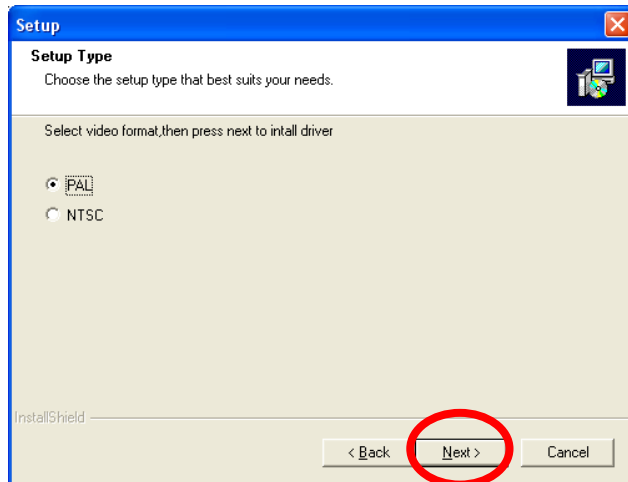 Setup
Setup Type
Choose the setup type that best suits your needs.
Select video format,then press next to intall driver
PAL
NTSC
InstallShield
< Back Next > Cancel